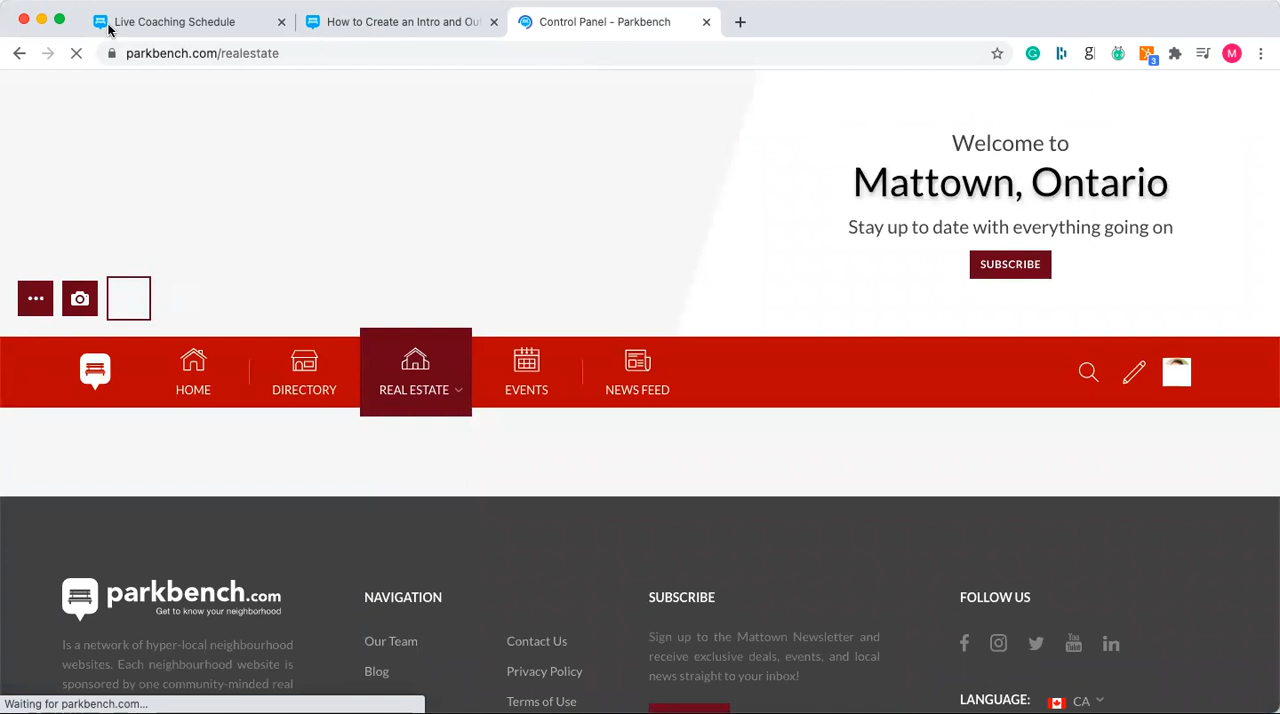 Live Coaching Schedule
How to Create an Intro and Ou
Control Panel - Parkbench
parkbench.com/realestate
3
M
Welcome to
Mattown, Ontario
Stay up to date with everything going on
SUBSCRIBE
HOME
DIRECTORY
REAL ESTATE
EVENTS
NEWS FEED
parkbench.com
Get to know your neighborhood
Is a network of hyper-local neighbourhood
websites. Each neighbourhood website is
sponsored by one community-minded real
NAVIGATION
Our Team
Blog
Contact Us
Privacy Policy
Terms of Use
SUBSCRIBE
Sign up to the Mattown Newsletter and
receive exclusive deals, events, and local
news straight to your inbox!
FOLLOW US
You
Tube
LANGUAGE: CA
Waiting for parkbench.com...